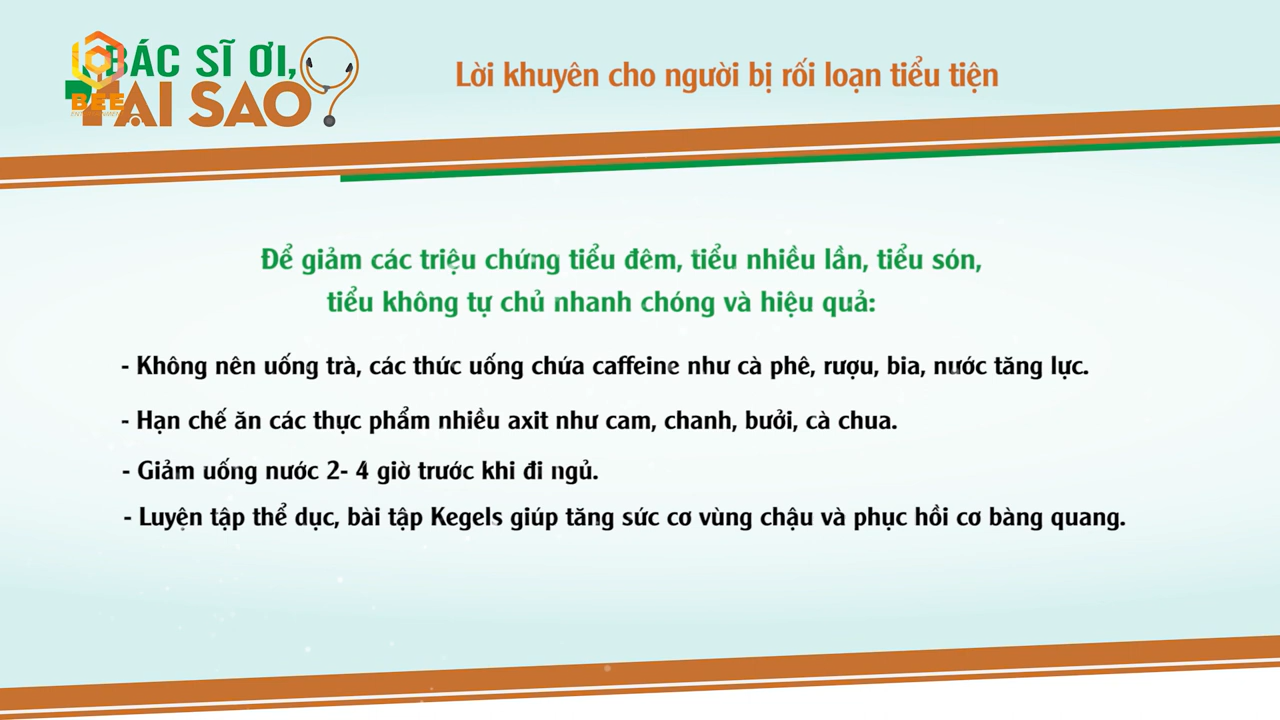 BÁC SĨ ƠI,
TẠI SAO
BEE
Lời khuyên cho người bị rối loạn tiểu tiện
Để giảm các triệu chứng tiểu đêm, tiểu nhiều lần, tiểu són,
tiểu không tự chủ nhanh chóng và hiệu quả:
- Không nên uống trà, các thức uống chứa caffeine như cà phê, rượu, bia, nước tăng lực.
- Hạn chế ăn các thực phẩm nhiều axit như cam, chanh, bưởi, cà chua.
- Giảm uống nước 2- 4 giờ trước khi đi ngủ.
- Luyện tập thể dục, bài tập Kegels giúp tăng sức cơ vùng chậu và phục hồi cơ bàng quang.